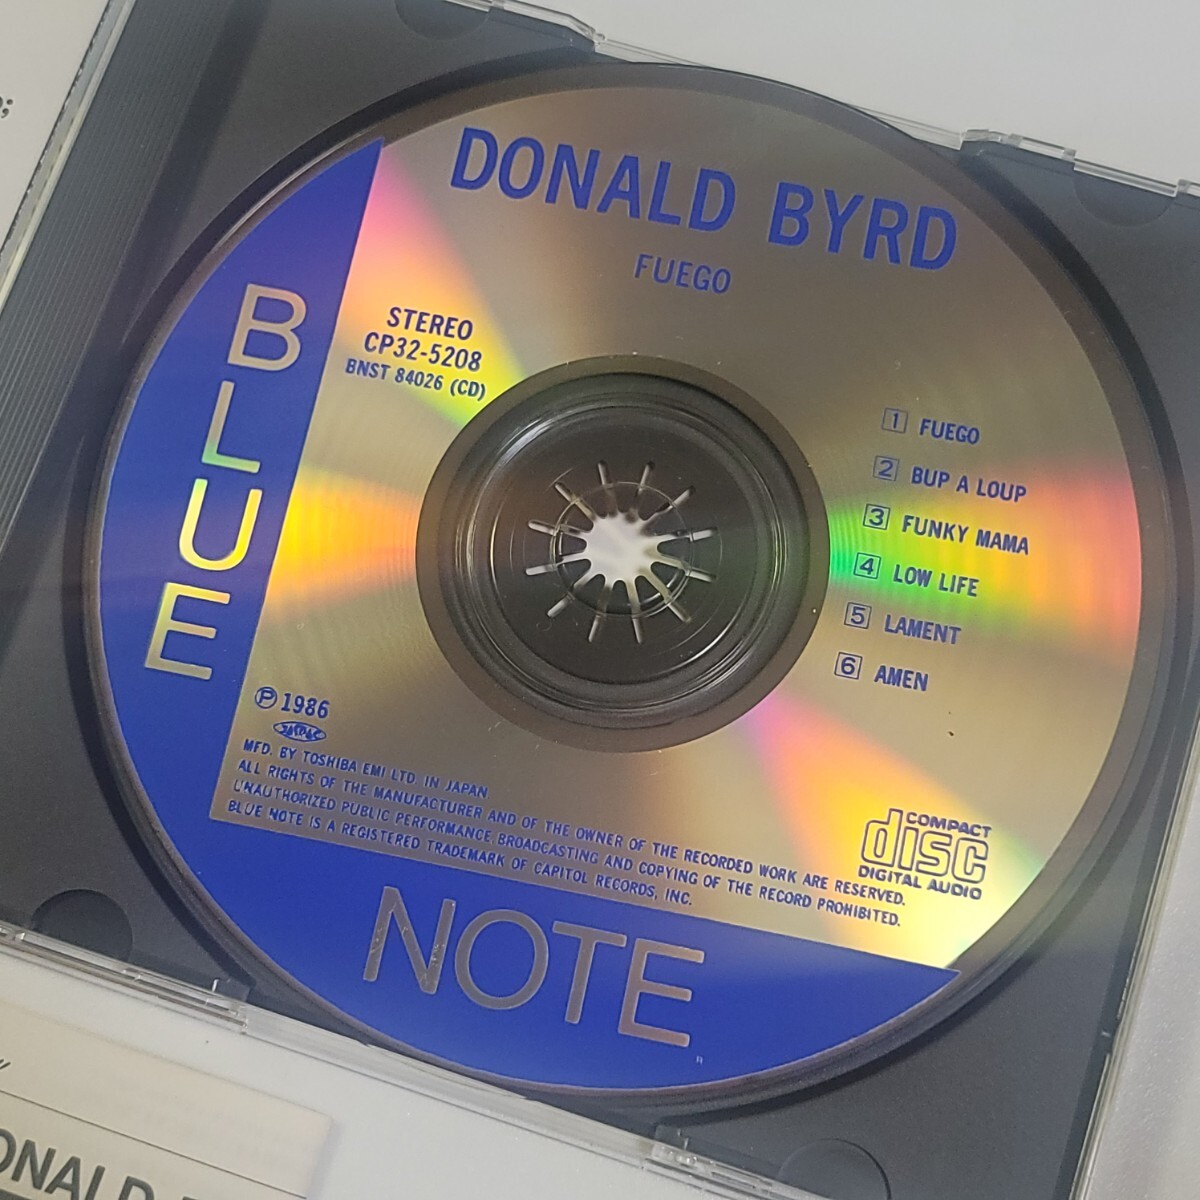 DONALD BYRD
FUEGO
STEREO
CP32-5208
BNST 84026 (CD)
1 FUEGO
2 BUP A LOUP
3 FUNKY MAMA
4 LOW LIFE
5 LAMENT
6 AMEN
BLUE
℗ 1986
JASRAC
MFD. BY TOSHIBA EMI LTD. IN JAPAN
ALL RIGHTS OF THE MANUFACTURER AND OF THE OWNER OF THE RECORDED WORK ARE RESERVED.
UNAUTHORIZED PUBLIC PERFORMANCE, BROADCASTING AND COPYING OF THE RECORD PROHIBITED.
BLUE NOTE IS A REGISTERED TRADEMARK OF CAPITOL RECORDS, INC.
COMPACT
disc
DIGITAL AUDIO
NOTE
ONALD